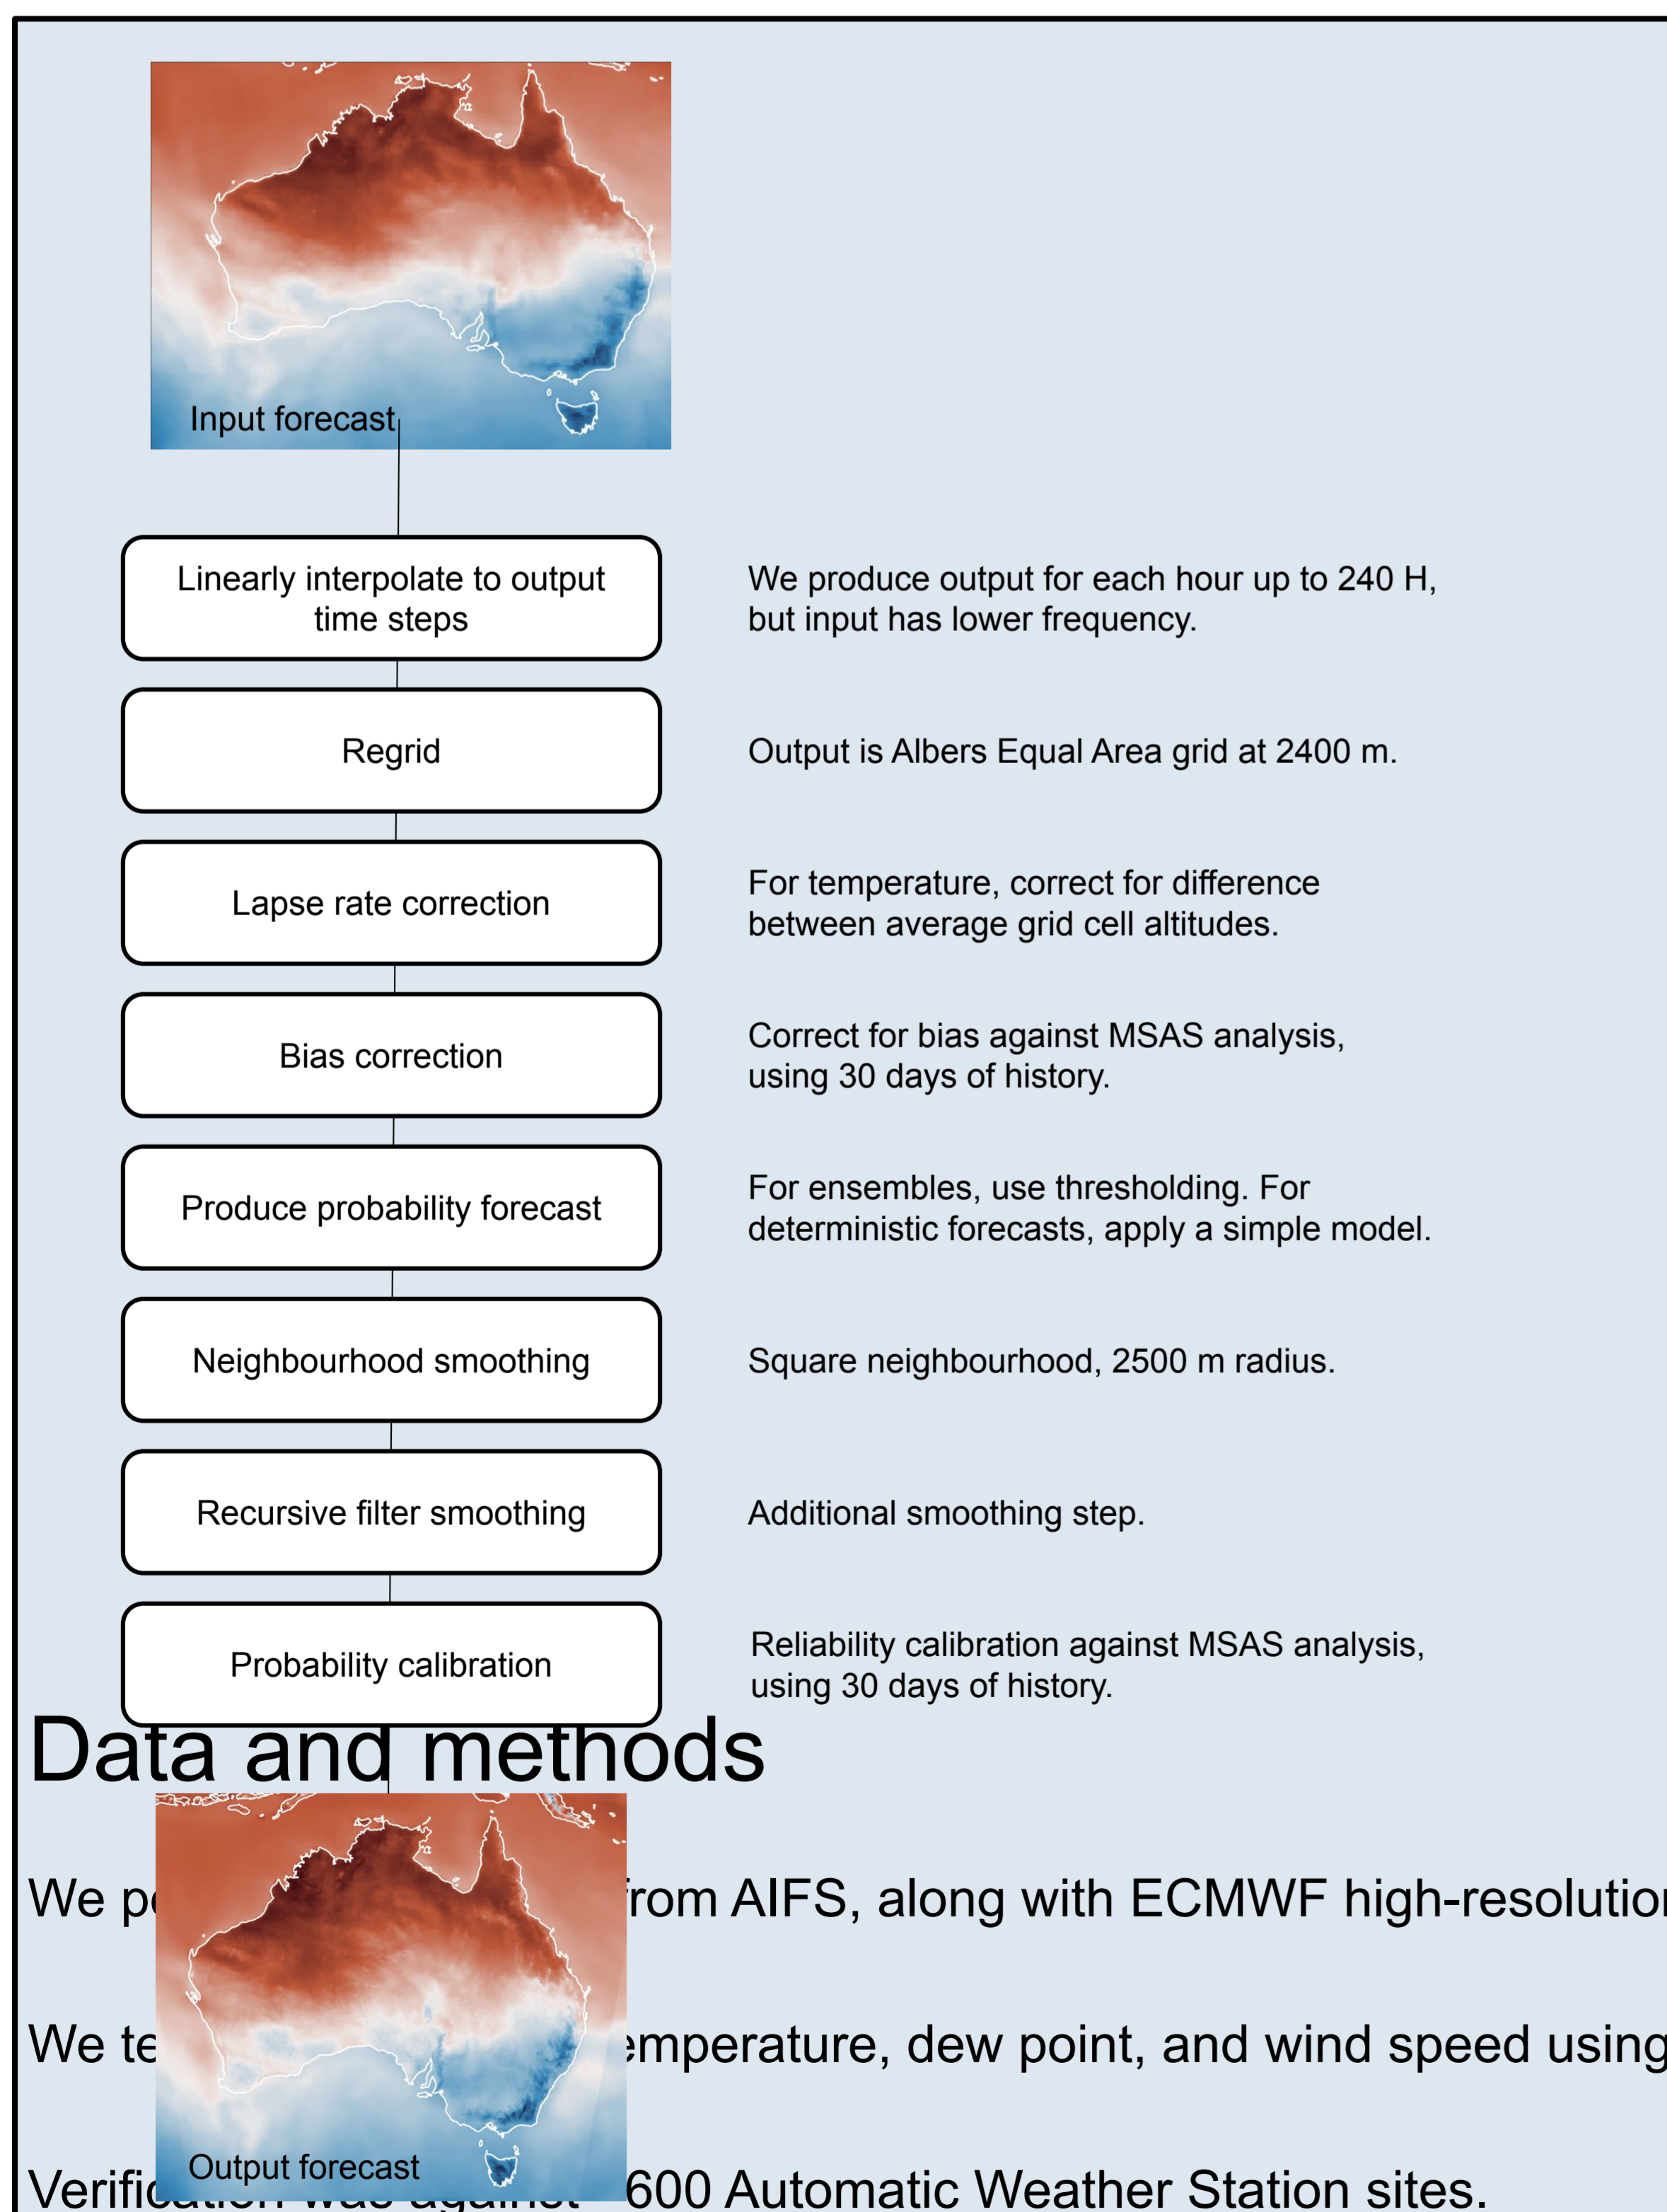 Input forecast
Linearly interpolate to output
time steps
We produce output for each hour up to 240 H,
but input has lower frequency.
Regrid
Output is Albers Equal Area grid at 2400 m.
Lapse rate correction
For temperature, correct for difference
between average grid cell altitudes.
Bias correction
Correct for bias against MSAS analysis,
using 30 days of history.
Produce probability forecast
For ensembles, use thresholding. For
deterministic forecasts, apply a simple model.
Neighbourhood smoothing
Square neighbourhood, 2500 m radius.
Recursive filter smoothing
Additional smoothing step.
Probability calibration
Reliability calibration against MSAS analysis,
using 30 days of history.
Data and methods
We from AIFS, along with ECMWF high-resolution
We temperature, dew point, and wind speed using
Output forecast
Verification was against 600 Automatic Weather Station sites.